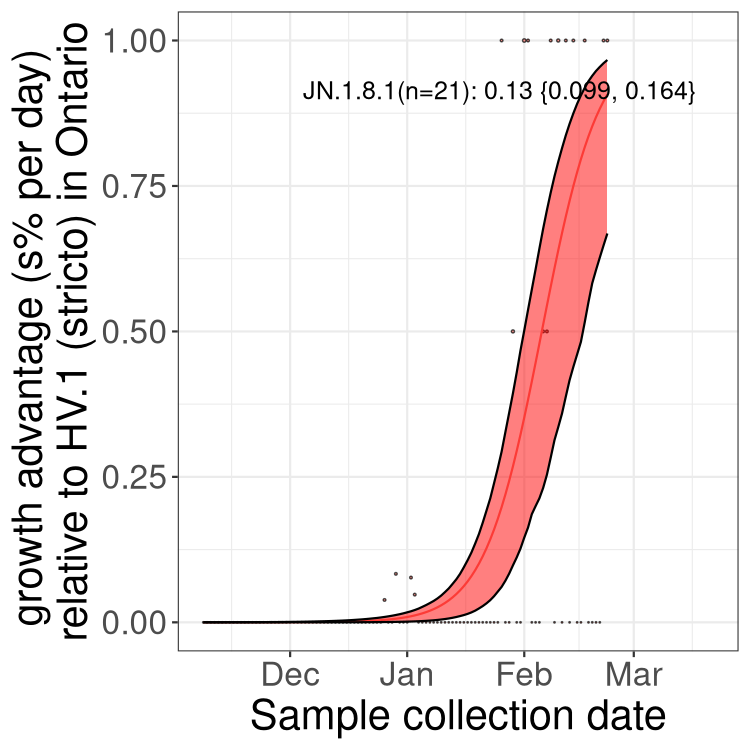 growth advantage (s% per day)
relative to HV.1 (stricto) in Ontario
1.00
0.75
0.50
0.25
0.00
JN.1.8.1(n=21): 0.13 {0.099, 0.164}
Dec Jan Feb Mar
Sample collection date